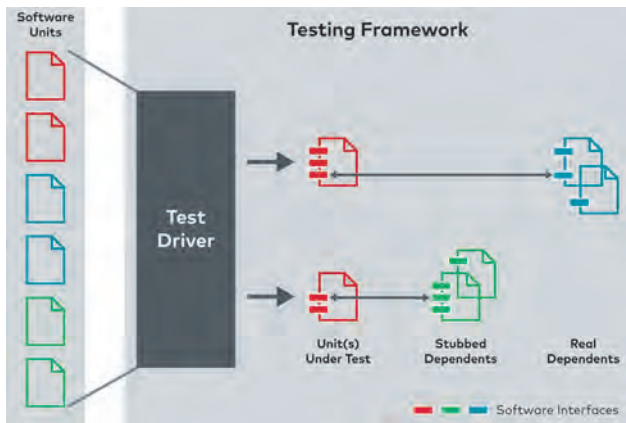 Software
Units
Testing Framework
Test
Driver
Unit(s)
Under Test
Stubbed
Dependents
Real
Dependents
Software Interfaces